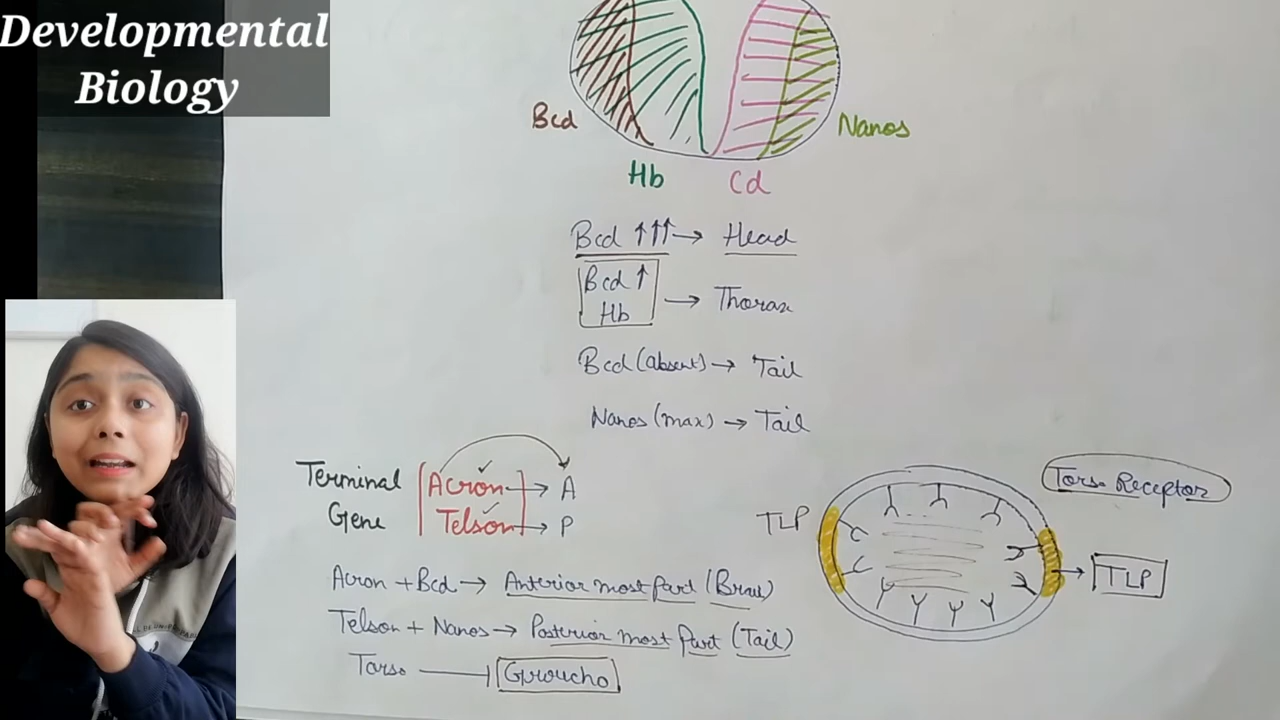 Developmental
Biology
Bcd
Nanos
Hb Cd
Bcd ↑↑↑ → Head
Bcd ↑
Hb → Thorax
Bcd (absent) → Tail
Nanos (max) → Tail
Terminal Gene
Acron → A
Telson → P
Acron + Bcd → Anterior most part (Brain)
Telson + Nanos → Posterior most Part (Tail)
Torso ⊣ Groucho
Torso Receptor
TLP
→ TLP